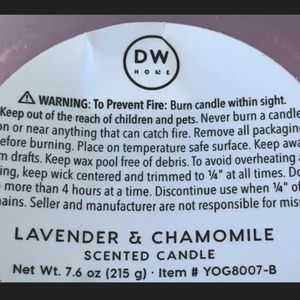 DW
HOME
⚠ WARNING: To Prevent Fire: Burn candle within sight.
Keep out of the reach of children and pets. Never burn a candle
on or near anything that can catch fire. Remove all packaging
before burning. Place on temperature safe surface. Keep away
m drafts. Keep wax pool free of debris. To avoid overheating a
ing, keep wick centered and trimmed to ¼" at all times. Do
more than 4 hours at a time. Discontinue use when ¼" of
ains. Seller and manufacturer are not responsible for mis
LAVENDER & CHAMOMILE
SCENTED CANDLE
Net Wt. 7.6 oz (215 g) · Item # YOG8007-B